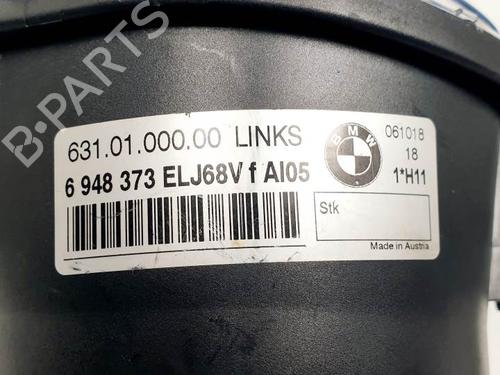 B-PARTS
631.01.000.00 LINKS
6 948 373 ELJ68V f AI05
BMW
061018
18
1*H11
Stk
Made in Austria